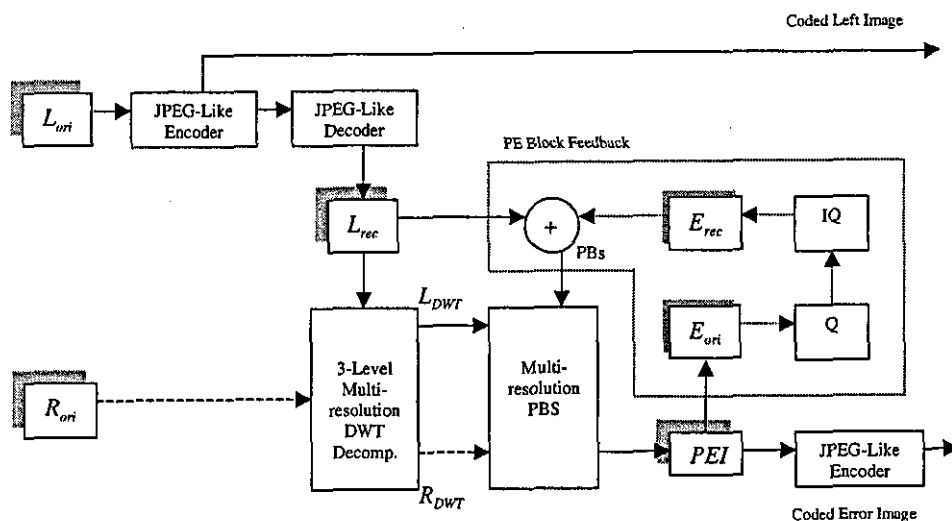 Coded Left Image
L_ori
JPEG-Like
Encoder
JPEG-Like
Decoder
PE Block Feedback
L_rec
+
PBs
E_rec
IQ
L_DWT
E_ori
Q
R_ori
3-Level
Multi-
resolution
DWT
Decomp.
Multi-
resolution
PBS
PEI
JPEG-Like
Encoder
R_DWT
Coded Error Image